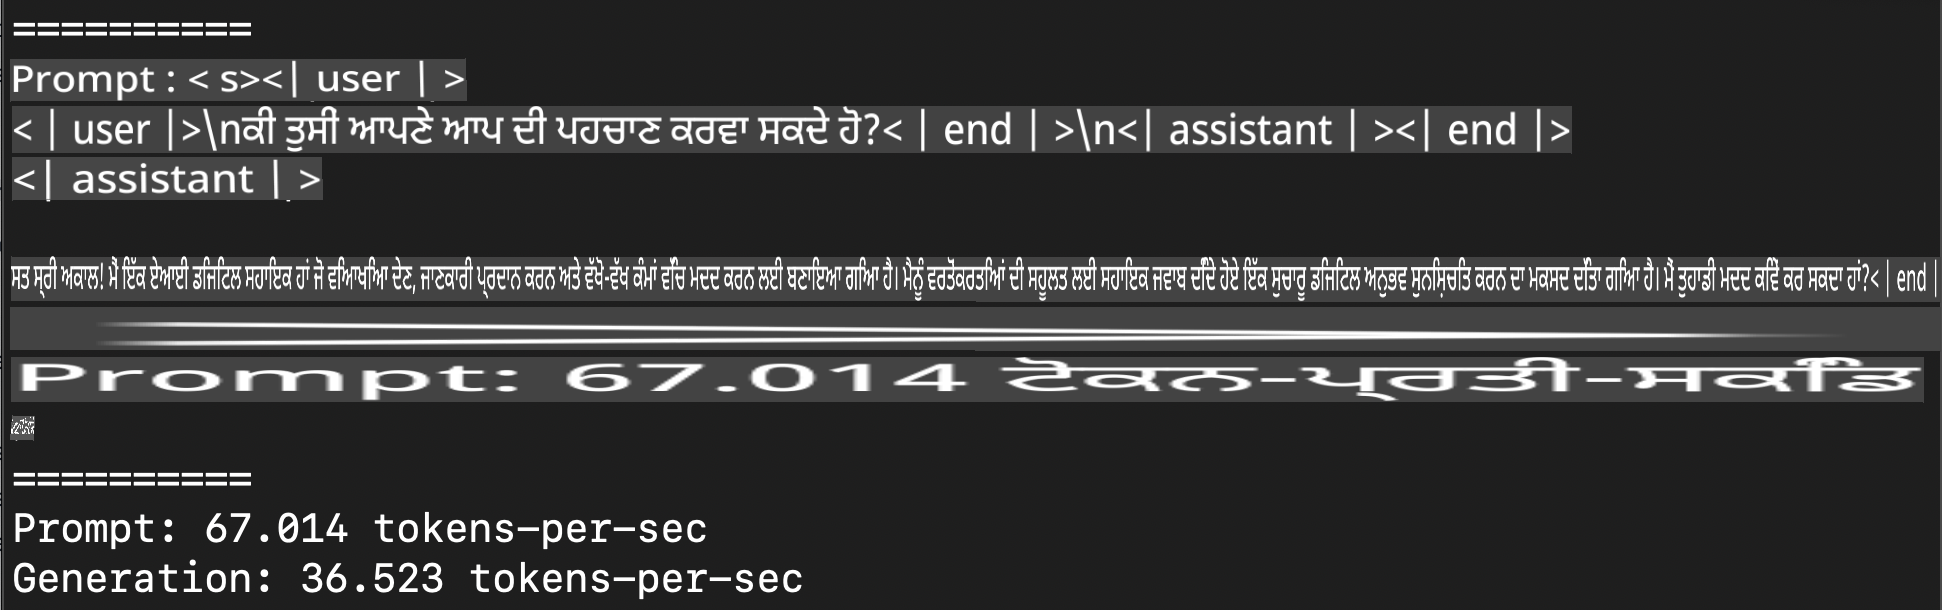 ==========
Prompt : < s><| user | >
< | user |>\nਕੀ ਤੁਸੀ ਆਪਣੇ ਆਪ ਦੀ ਪਹਚਾਣ ਕਰਵਾ ਸਕਦੇ ਹੋ?< | end | >\n<| assistant | ><| end |>
<| assistant | >
ਸਤ ਸ੍ਰੀ ਅਕਾਲ! ਮੈਂ ਇੱਕ ਏਆਈ ਡਿਜਿਟਲ ਸਹਾਇਕ ਹਾਂ ਜੋ ਵਿਆਖਿਆ ਦੇਣ, ਜਾਣਕਾਰੀ ਪ੍ਰਦਾਨ ਕਰਨ ਅਤੇ ਵੱਖੋ-ਵੱਖ ਕੰਮਾਂ ਵਿੱਚ ਮਦਦ ਕਰਨ ਲਈ ਬਣਾਇਆ ਗਿਆ ਹੈ। ਮੈਨੂੰ ਵਰਤੋਂਕਰਤਿਆਂ ਦੀ ਸਹੂਲਤ ਲਈ ਸਹਾਇਕ ਜਵਾਬ ਦਿੰਦੇ ਹੋਏ ਇੱਕ ਸੁਚਾਰੂ ਡਿਜਿਟਲ ਅਨੁਭਵ ਸੁਨਿਸ਼ਚਿਤ ਕਰਨ ਦਾ ਮਕਸਦ ਦਿੱਤਾ ਗਿਆ ਹੈ। ਮੈਂ ਤੁਹਾਡੀ ਮਦਦ ਕਿਵੇਂ ਕਰ ਸਕਦਾ ਹਾਂ?< | end |
Prompt: 67.014 ਟੋਕਨ-ਪ੍ਰਤੀ-ਸਕਿੰਡ
==========
Prompt: 67.014 tokens-per-sec
Generation: 36.523 tokens-per-sec